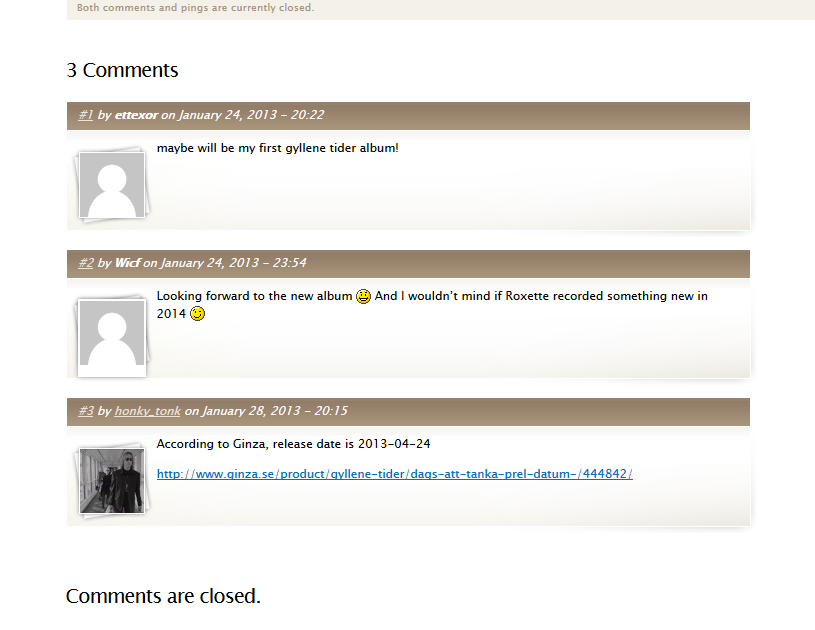 Both comments and pings are currently closed.
3 Comments
#1 by ettexor on January 24, 2013 - 20:22
maybe will be my first gyllene tider album!
#2 by Wicf on January 24, 2013 - 23:54
Looking forward to the new album And I wouldn't mind if Roxette recorded something new in
2014
#3 by honky_tonk on January 28, 2013 - 20:15
According to Ginza, release date is 2013-04-24
http://www.ginza.se/product/gyllene-tider/dags-att-tanka-prel-datum-/444842/
Comments are closed.